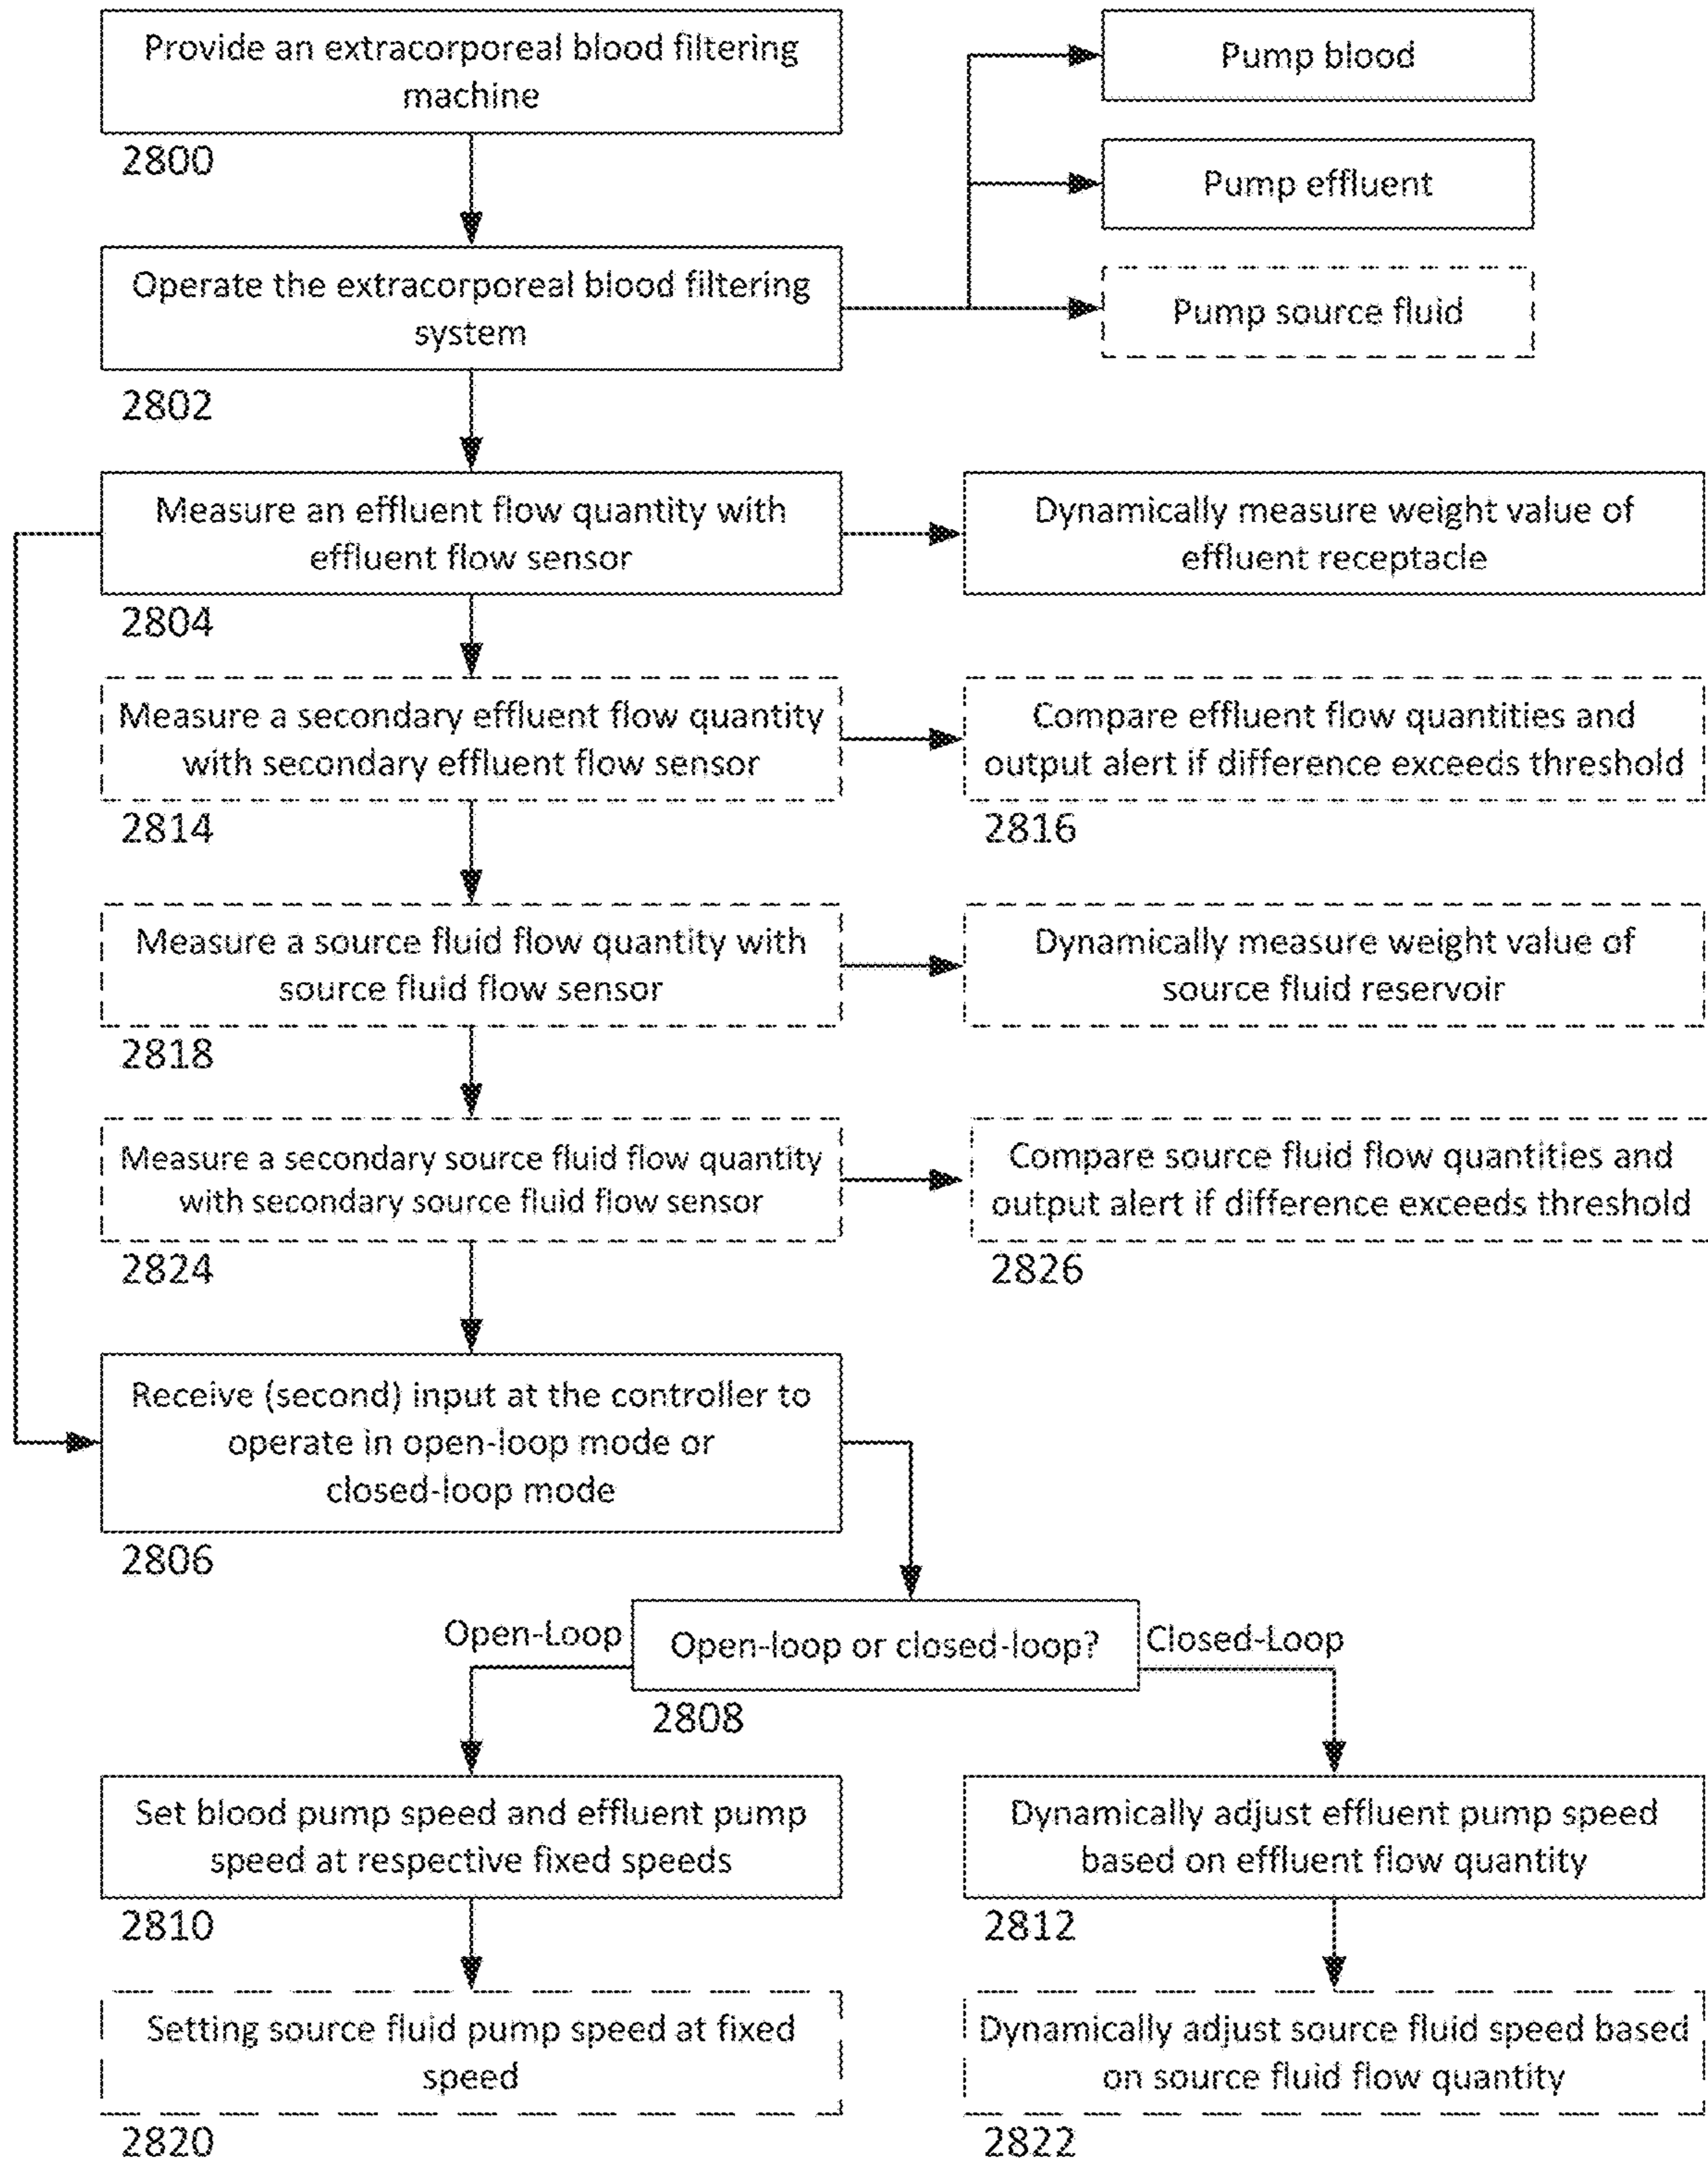 Provide an extracorporeal blood filtering
machine
2800
Pump blood
Pump effluent
Pump source fluid
Operate the extracorporeal blood filtering
system
2802
Measure an effluent flow quantity with
effluent flow sensor
2804
Dynamically measure weight value of
effluent receptacle
Measure a secondary effluent flow quantity
with secondary effluent flow sensor
2814
Compare effluent flow quantities and
output alert if difference exceeds threshold
2816
Measure a source fluid flow quantity with
source fluid flow sensor
2818
Dynamically measure weight value of
source fluid reservoir
Measure a secondary source fluid flow quantity
with secondary source fluid flow sensor
2824
Compare source fluid flow quantities and
output alert if difference exceeds threshold
2826
Receive (second) input at the controller to
operate in open-loop mode or
closed-loop mode
2806
Open-Loop
Open-loop or closed-loop?
Closed-Loop
2808
Set blood pump speed and effluent pump
speed at respective fixed speeds
2810
Dynamically adjust effluent pump speed
based on effluent flow quantity
2812
Setting source fluid pump speed at fixed
speed
2820
Dynamically adjust source fluid speed based
on source fluid flow quantity
2822